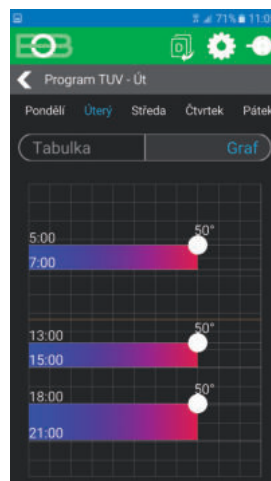 71% 11:0
EOB
Program TUV - Út
Pondělí Úterý Středa Čtvrtek Pátek
Tabulka Graf
50°
5:00
7:00
50°
13:00
15:00
50°
18:00
21:00